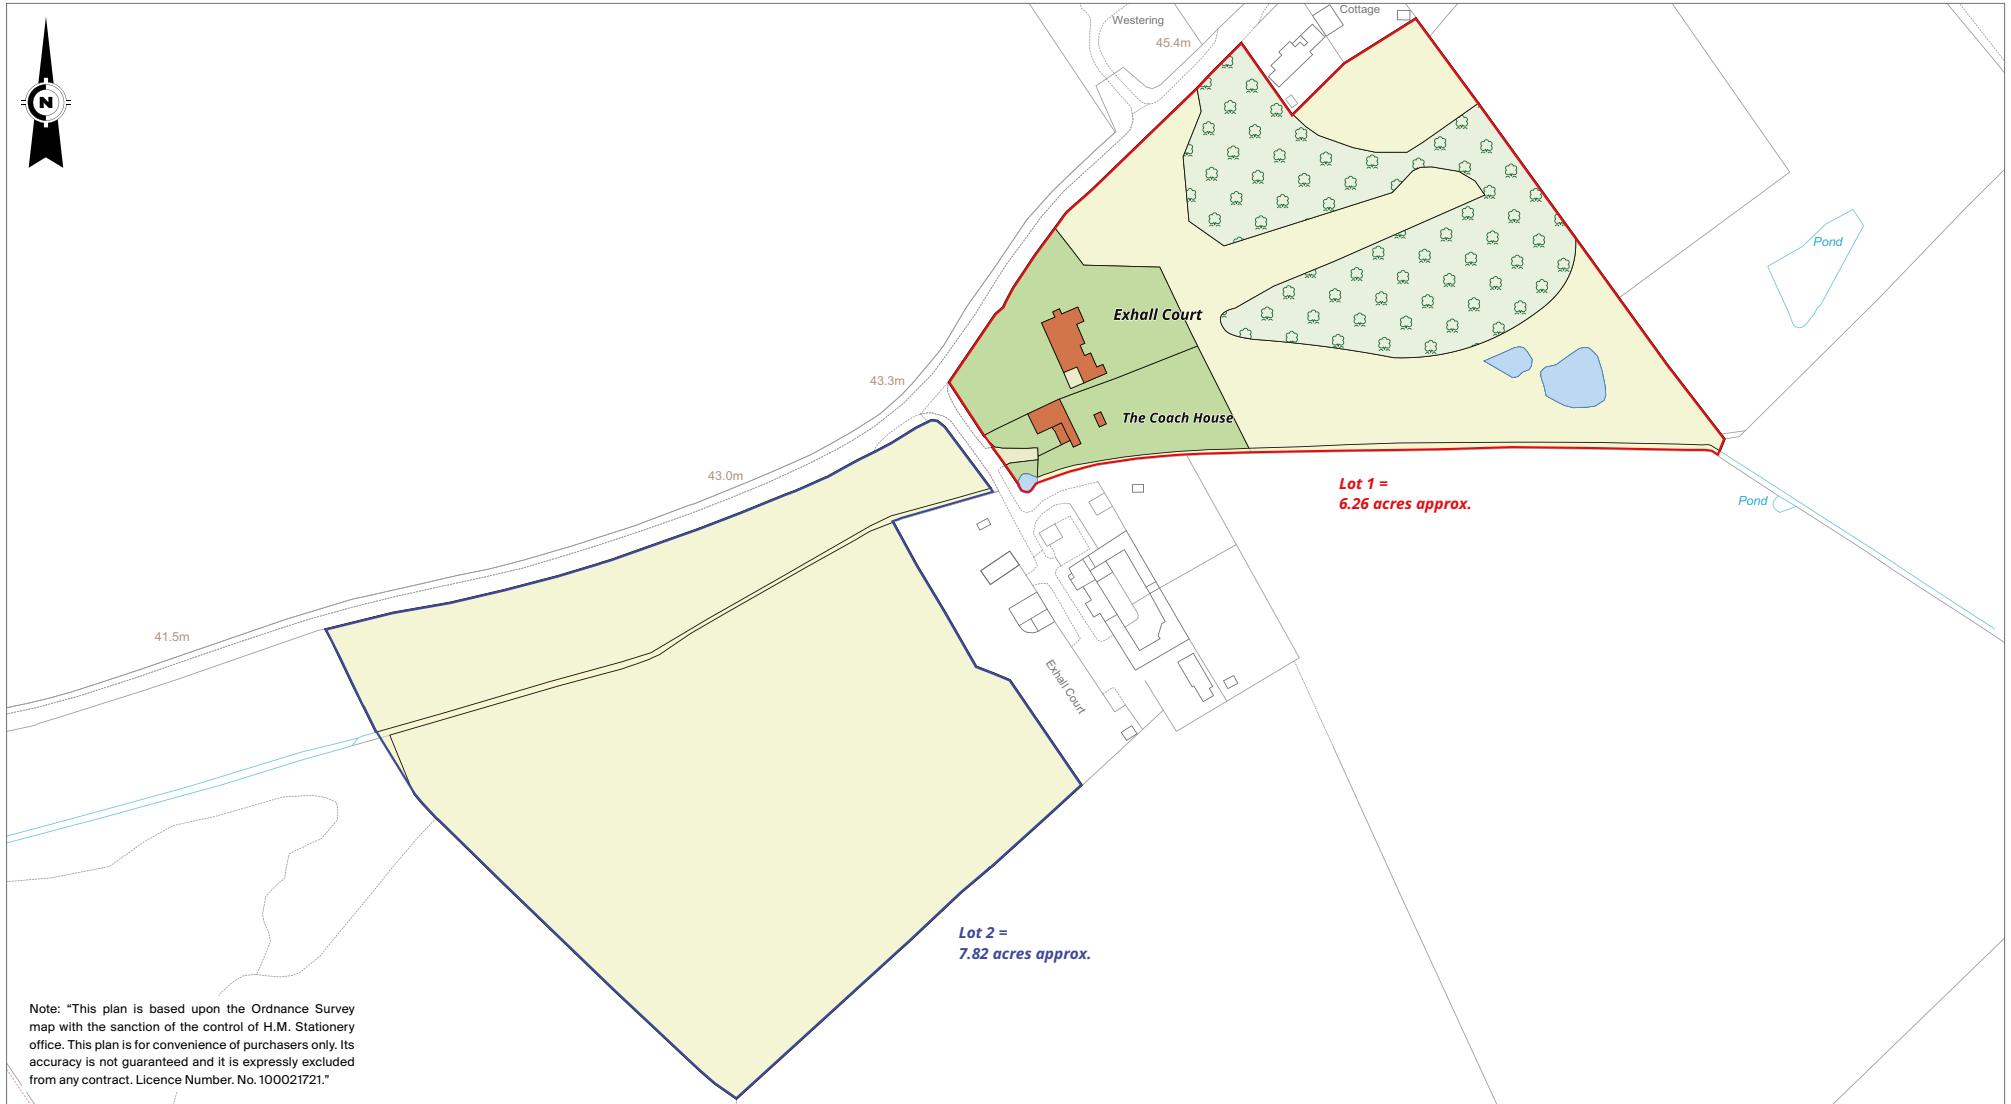 Westering
Cottage
45.4m
N
Pond
Exhall Court
43.3m
The Coach House
43.0m
Lot 1 =
6.26 acres approx.
Pond
41.5m
Exhall Court
Lot 2 =
7.82 acres approx.
Note: “This plan is based upon the Ordnance Survey
map with the sanction of the control of H.M. Stationery
office. This plan is for convenience of purchasers only. Its
accuracy is not guaranteed and it is expressly excluded
from any contract. Licence Number. No. 100021721.”